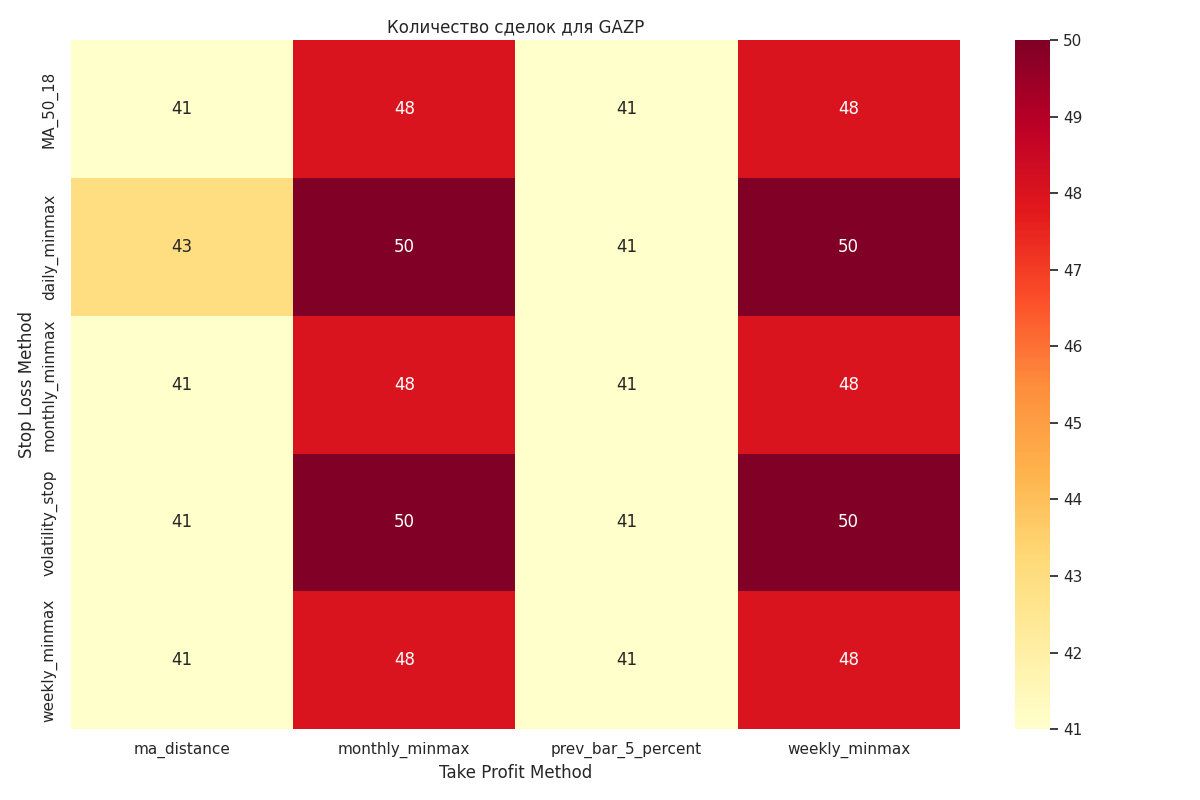 Количество сделок для GAZP
Stop Loss Method
MA_50_18
41 48 41 48
daily_minmax
43 50 41 50
monthly_minmax
41 48 41 48
volatility_stop
41 50 41 50
weekly_minmax
41 48 41 48
ma_distance monthly_minmax prev_bar_5_percent weekly_minmax
Take Profit Method
50
49
48
47
46
45
44
43
42
41